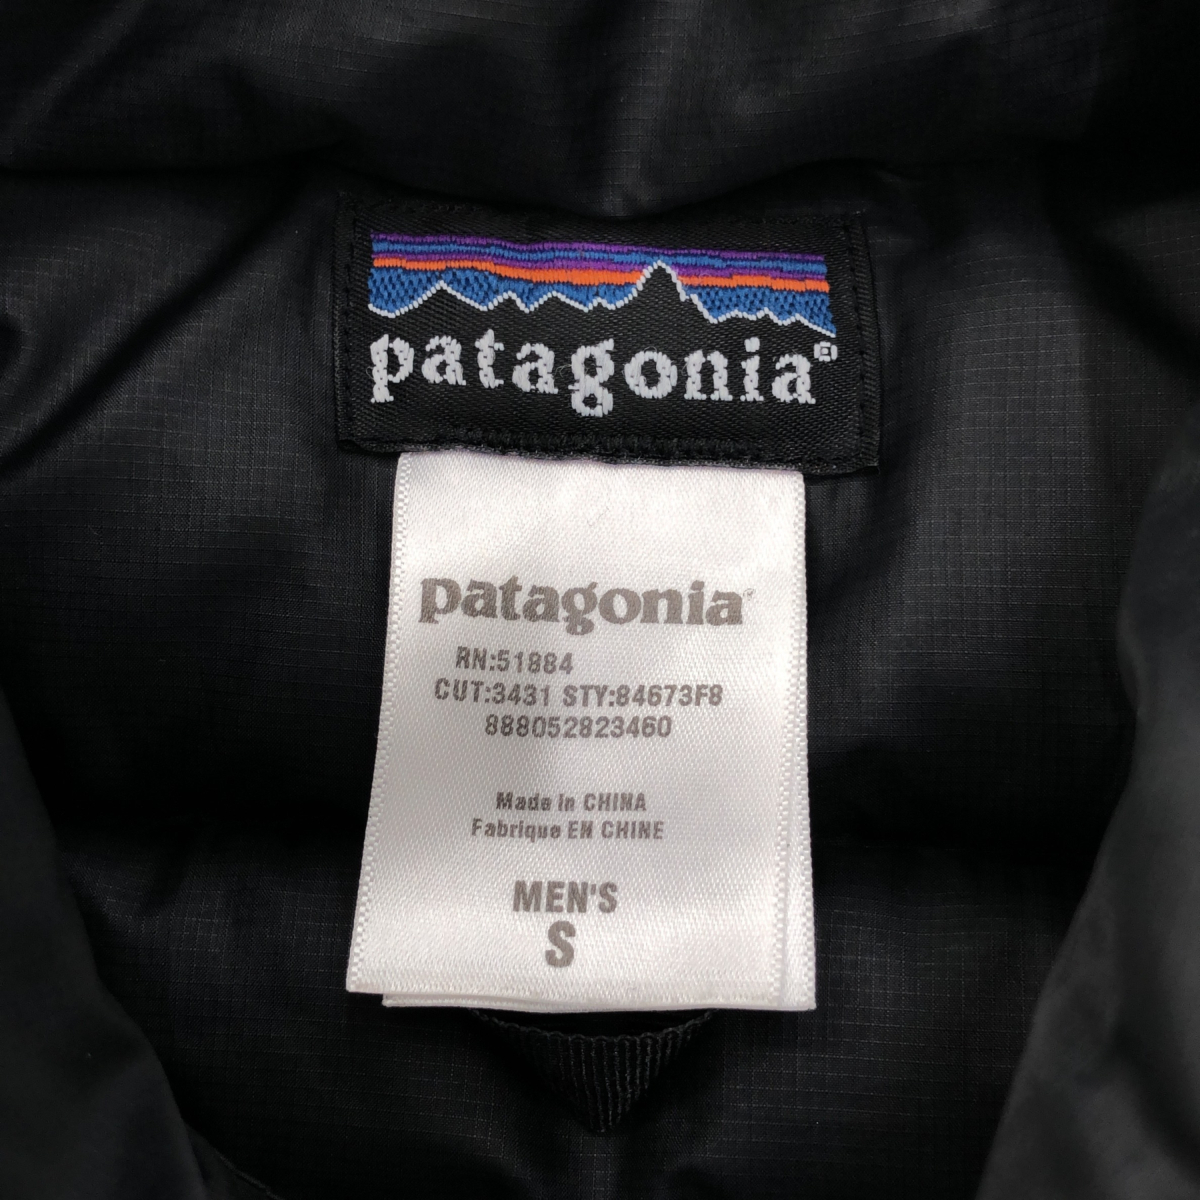 patagonia®
patagonia®
RN:51884
CUT:3431 STY:84673F8
888052823460
Made in CHINA
Fabrique EN CHINE
MEN'S
S